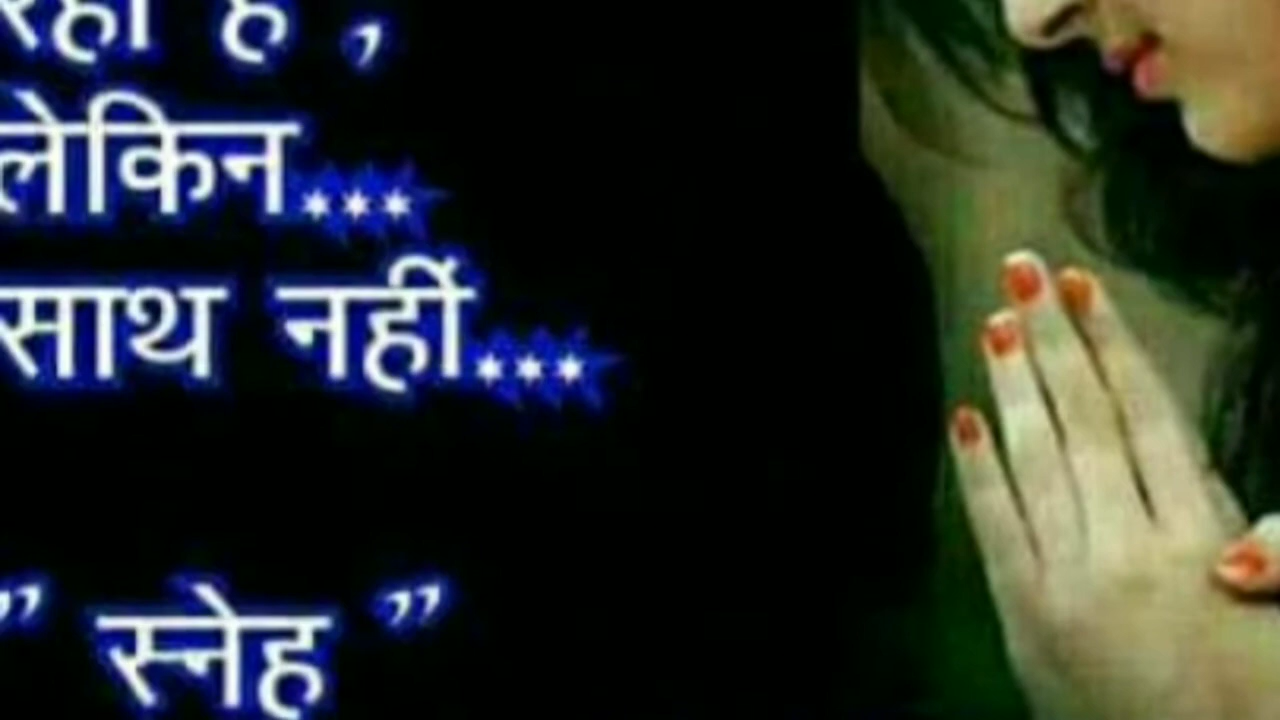 रहा है ,
लेकिन...
साथ नहीं...
” स्नेह ”